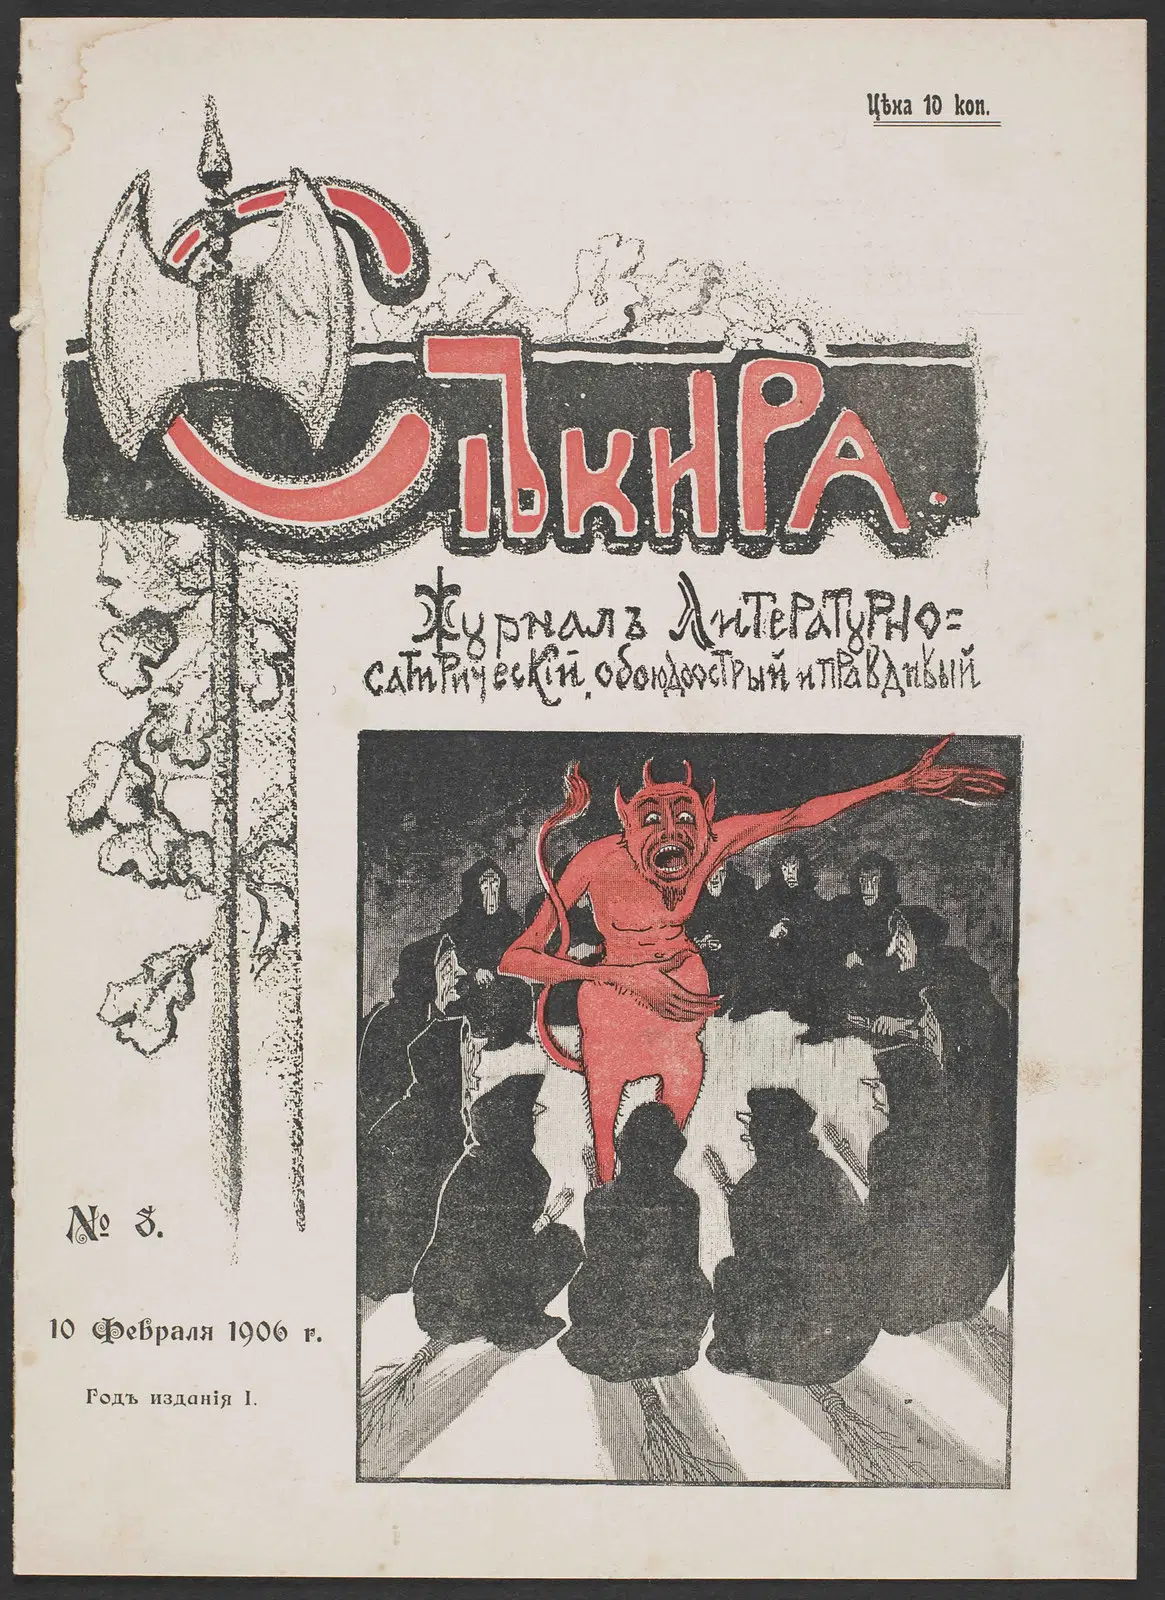 Цѣна 10 коп.
Сѣкира.
Журналъ Литературно=
сатирическій, обоюдоострый и правдивый
№ 3.
10 Февраля 1906 г.
Годъ изданія I.